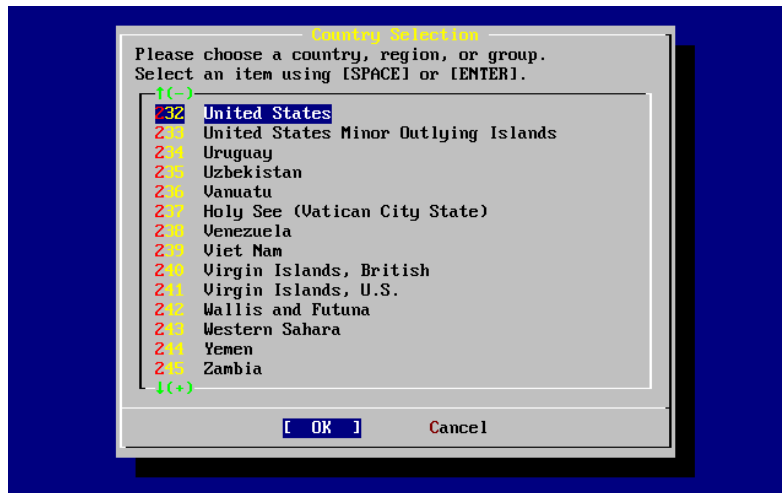 Country Selection
Please choose a country, region, or group.
Select an item using [SPACE] or [ENTER].
↑(-)
232 United States
233 United States Minor Outlying Islands
234 Uruguay
235 Uzbekistan
236 Vanuatu
237 Holy See (Vatican City State)
238 Venezuela
239 Viet Nam
240 Virgin Islands, British
241 Virgin Islands, U.S.
242 Wallis and Futuna
243 Western Sahara
244 Yemen
245 Zambia
↓(+)
[ OK ] Cancel